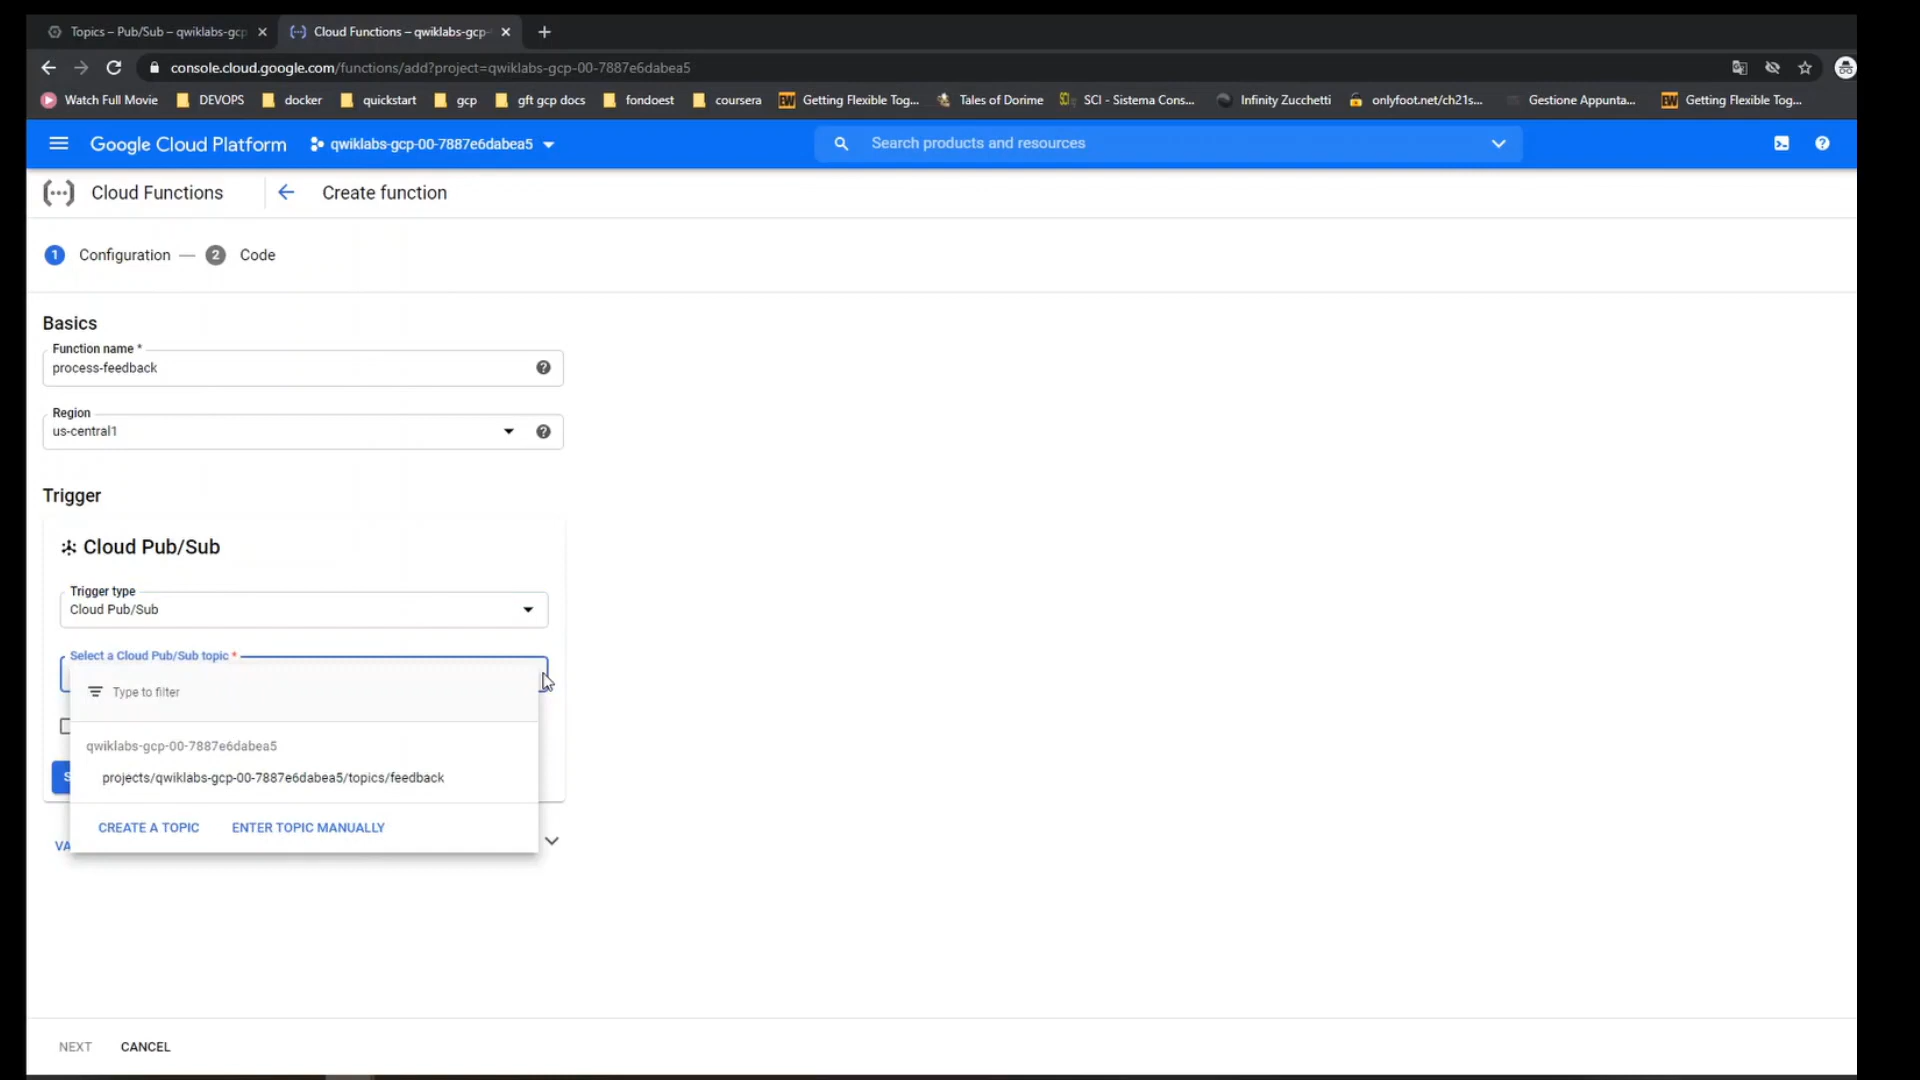 Topics – Pub/Sub – qwiklabs-gcp
Cloud Functions – qwiklabs-gcp-
console.cloud.google.com/functions/add?project=qwiklabs-gcp-00-7887e6dabea5
Watch Full Movie DEVOPS docker quickstart gcp gft gcp docs fondoest coursera EW Getting Flexible Tog... Tales of Dorime SCI - Sistema Cons... Infinity Zucchetti onlyfoot.net/ch21s... Gestione Appunta... EW Getting Flexible Tog...
Google Cloud Platform qwiklabs-gcp-00-7887e6dabea5 Search products and resources
Cloud Functions Create function
1 Configuration — 2 Code
Basics
Function name *
process-feedback
Region
us-central1
Trigger
Cloud Pub/Sub
Trigger type
Cloud Pub/Sub
Select a Cloud Pub/Sub topic *
Type to filter
qwiklabs-gcp-00-7887e6dabea5
S
projects/qwiklabs-gcp-00-7887e6dabea5/topics/feedback
CREATE A TOPIC ENTER TOPIC MANUALLY
VA
NEXT CANCEL